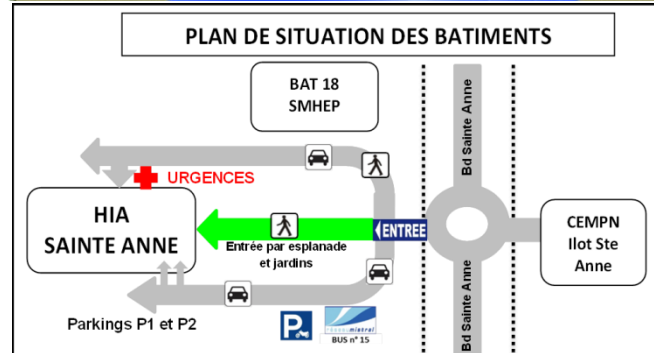 PLAN DE SITUATION DES BATIMENTS
BAT 18
SMHEP
Bd Sainte Anne
URGENCES
HIA
SAINTE ANNE
ENTREE
Entrée par esplanade
et jardins
CEMPN
Ilot Ste
Anne
Bd Sainte Anne
Parkings P1 et P2
P
réseaumistral
BUS n° 15